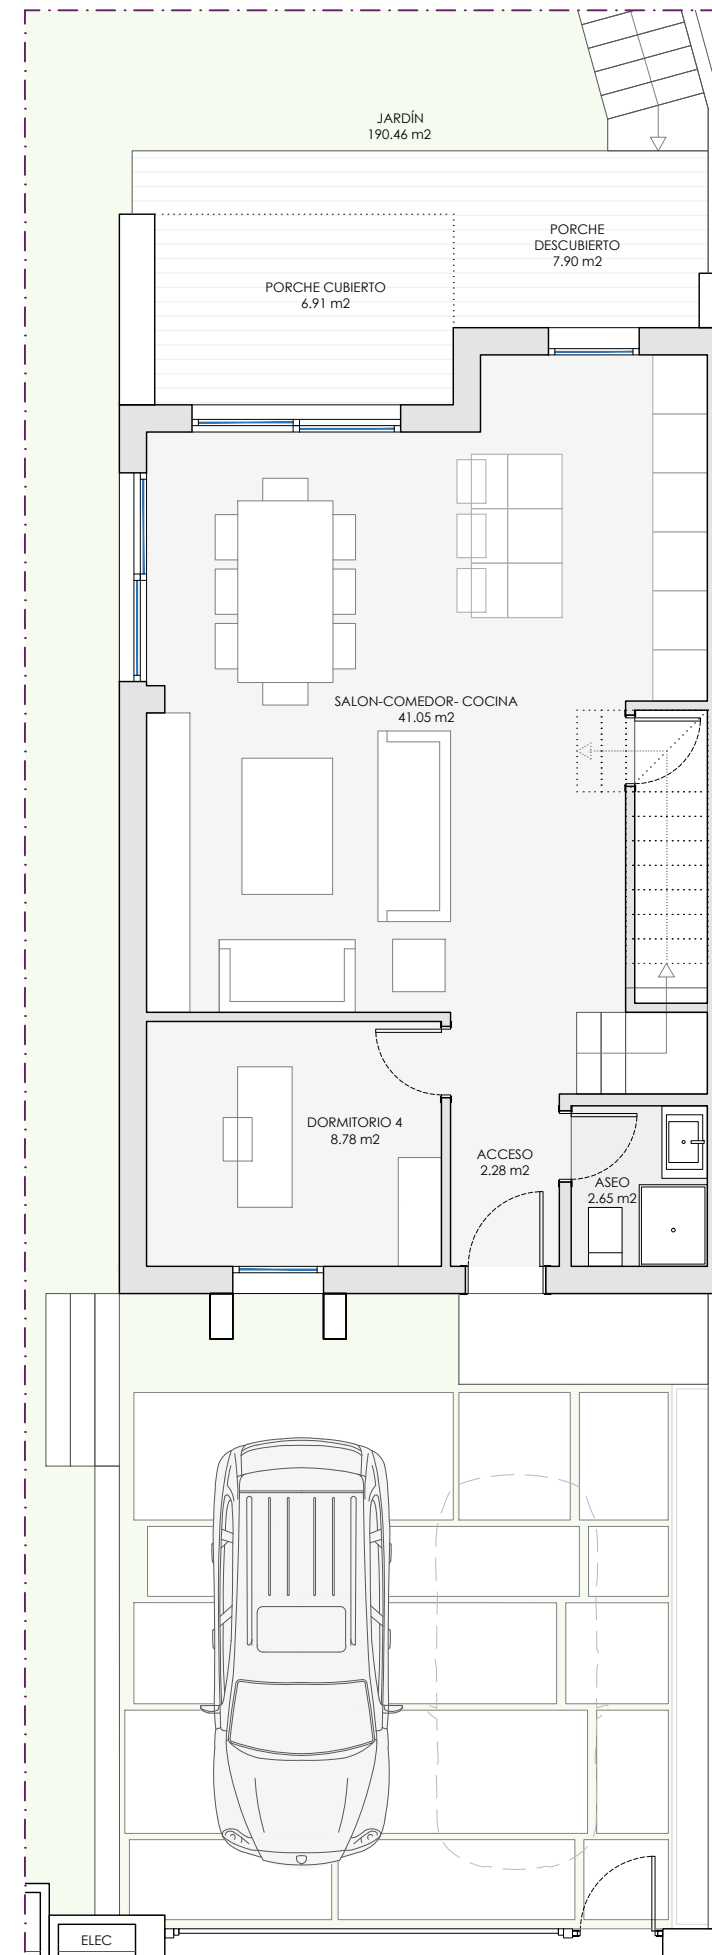 JARDÍN
190.46 m2
PORCHE
DESCUBIERTO
7.90 m2
PORCHE CUBIERTO
6.91 m2
SALON-COMEDOR- COCINA
41.05 m2
DORMITORIO 4
8.78 m2
ACCESO
2.28 m2
ASEO
2.65 m2
ELEC